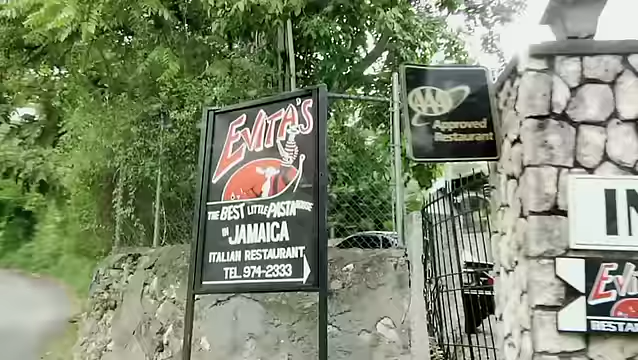 EVITA'S
THE BEST LITTLE PASTA HOUSE
IN JAMAICA
ITALIAN RESTAURANT
TEL. 974-2333
AAA
Approved
Restaurant
IN
EVITA'S
RESTAU